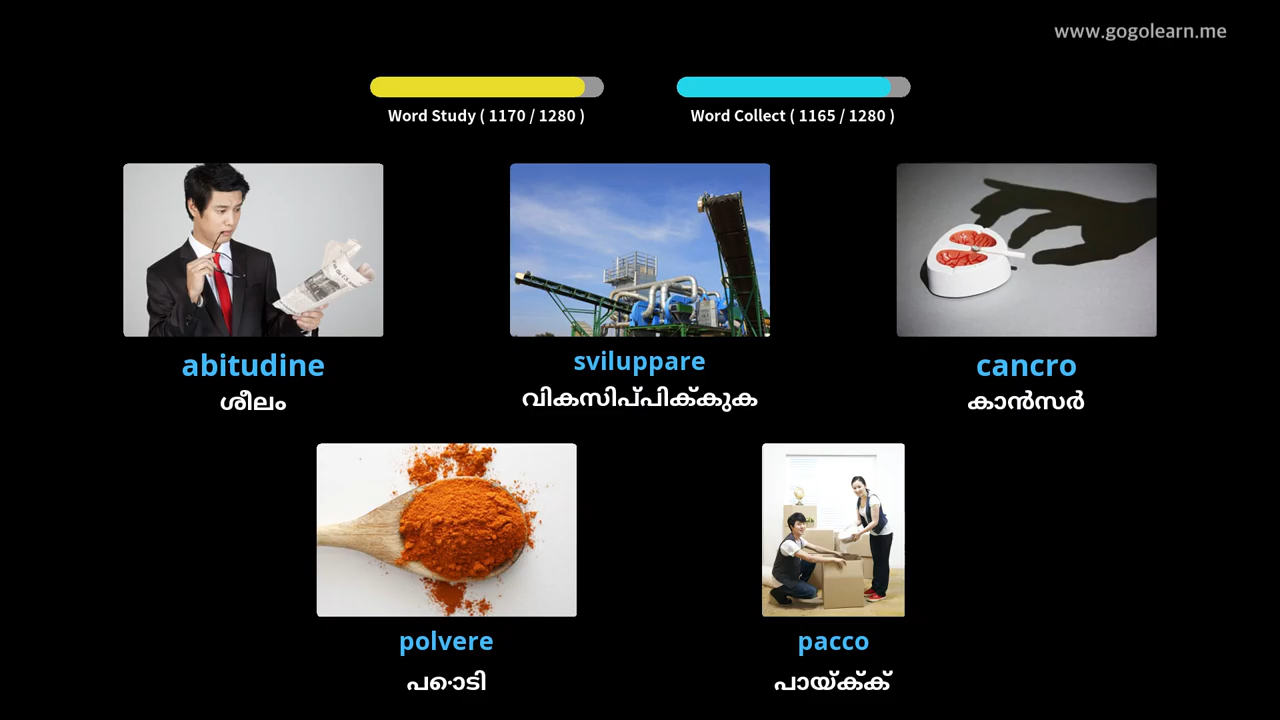 www.gogolearn.me
Word Study ( 1170 / 1280 )
Word Collect ( 1165 / 1280 )
abitudine
ശീലം
sviluppare
വികസിപ്പിക്കുക
cancro
കാൻസർ
polvere
പൊടി
pacco
പായ്ക്ക്